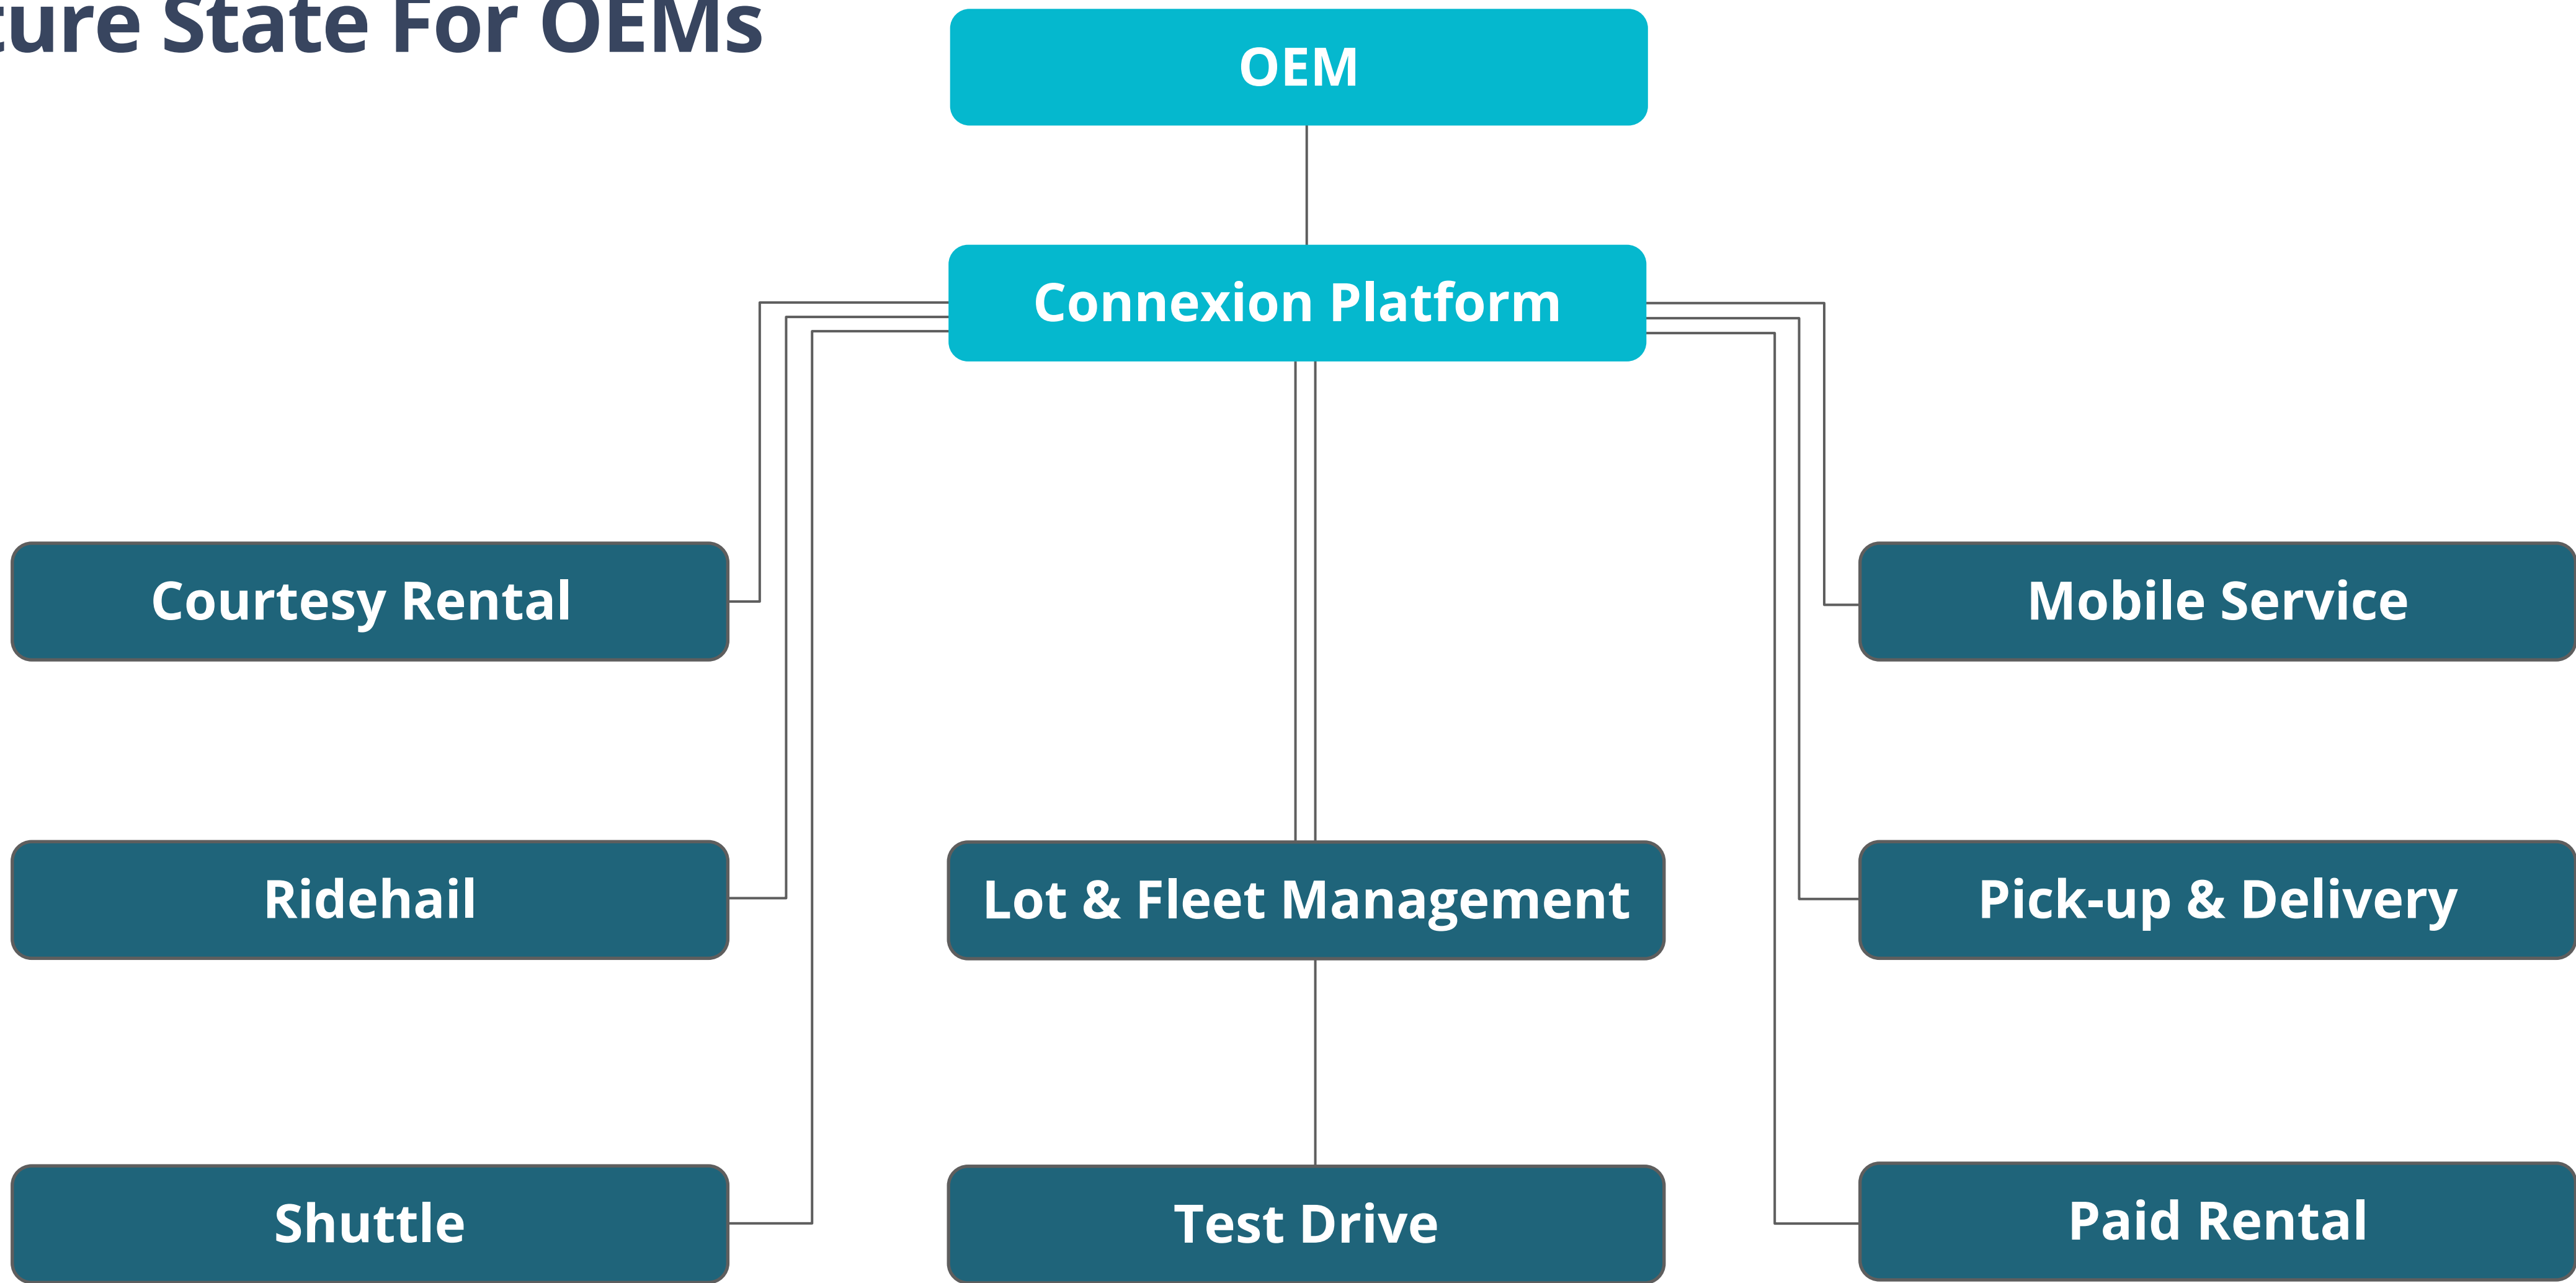 ture State For OEMs
OEM
Connexion Platform
Courtesy Rental
Mobile Service
Ridehail
Lot & Fleet Management
Pick-up & Delivery
Shuttle
Test Drive
Paid Rental